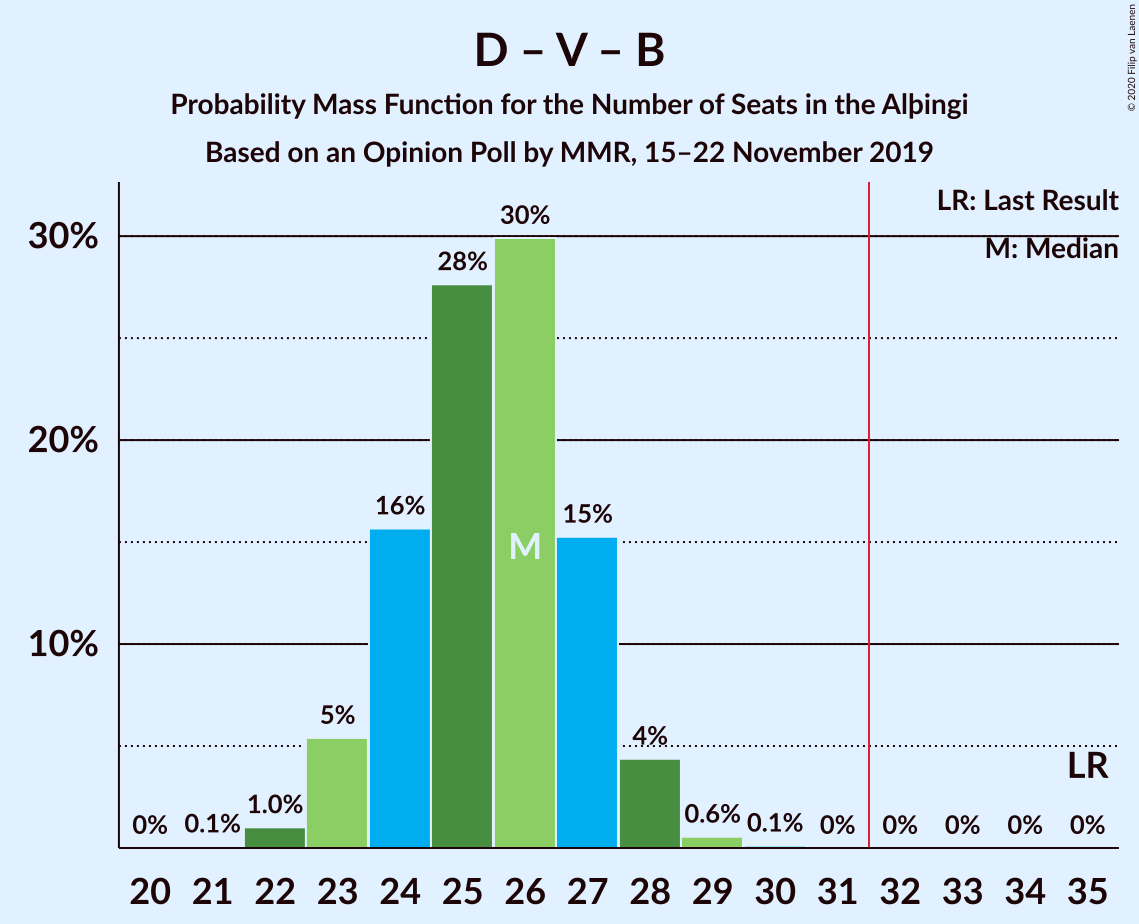 D – V – B
Probability Mass Function for the Number of Seats in the Alþingi
Based on an Opinion Poll by MMR, 15–22 November 2019
© 2020 Filip van Laenen
LR: Last Result
M: Median
30%
20%
10%
0%
0.1%
1.0%
5%
16%
28%
30%
M
15%
4%
0.6%
0.1%
0%
0%
0%
0%
LR
0%
20 21 22 23 24 25 26 27 28 29 30 31 32 33 34 35